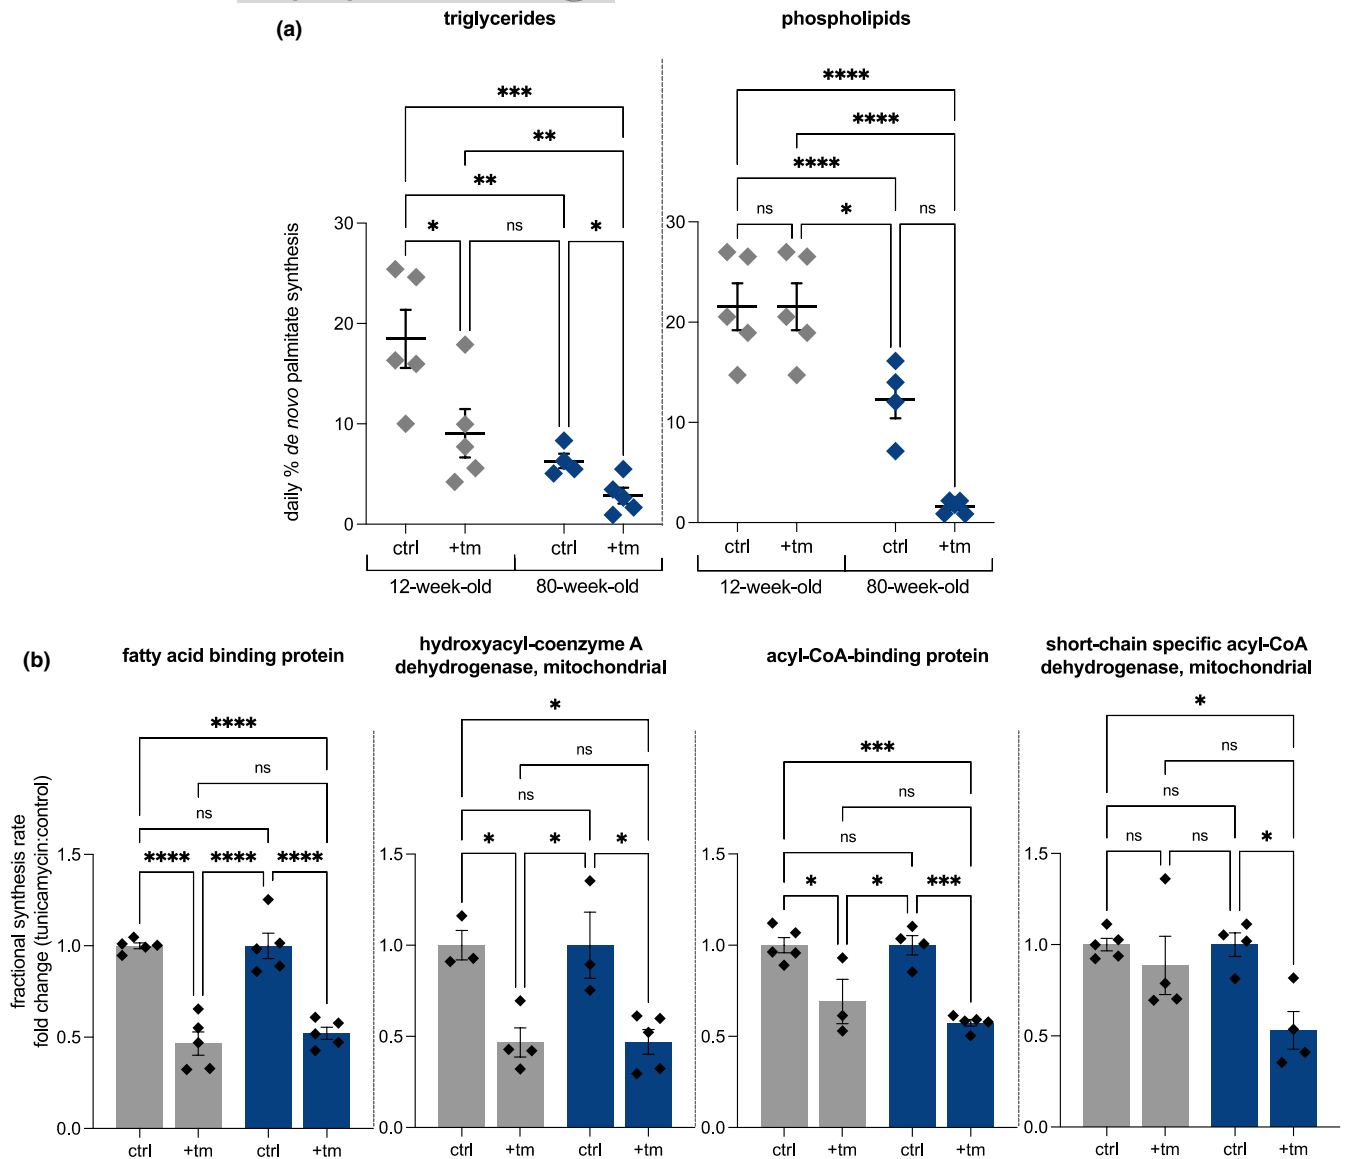 (a)
triglycerides
phospholipids
daily % de novo palmitate synthesis
***
**
**
*
ns
*
30
20
10
0
ctrl
+tm
ctrl
+tm
12-week-old
80-week-old
****
****
****
ns
*
ns
30
20
10
0
ctrl
+tm
ctrl
+tm
12-week-old
80-week-old
(b)
fatty acid binding protein
fractional synthesis rate
fold change (tunicamycin:control)
****
ns
ns
****
****
****
1.5
1.0
0.5
0.0
ctrl
+tm
ctrl
+tm
hydroxyacyl-coenzyme A
dehydrogenase, mitochondrial
*
ns
ns
*
*
*
1.5
1.0
0.5
0.0
ctrl
+tm
ctrl
+tm
acyl-CoA-binding protein
***
ns
ns
*
*
***
1.5
1.0
0.5
0.0
ctrl
+tm
ctrl
+tm
short-chain specific acyl-CoA
dehydrogenase, mitochondrial
*
ns
ns
ns
ns
*
1.5
1.0
0.5
0.0
ctrl
+tm
ctrl
+tm